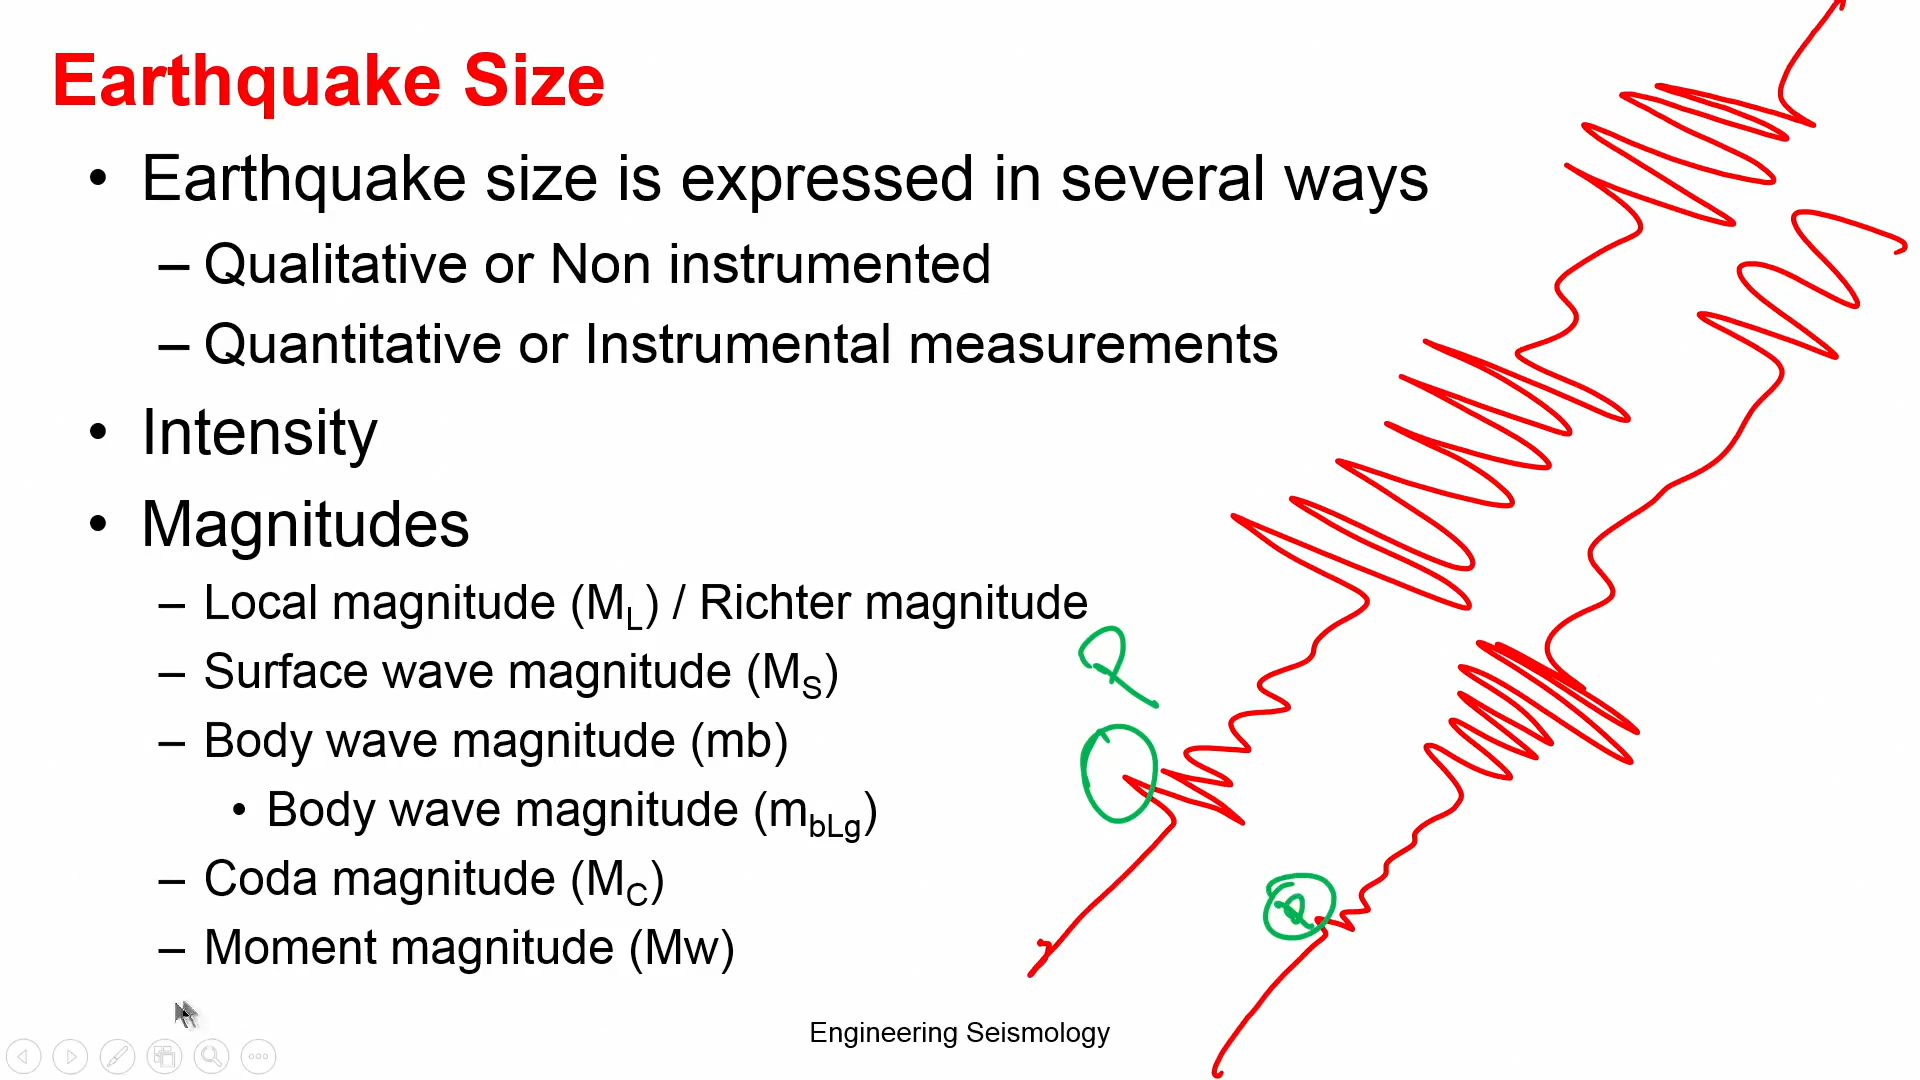 Earthquake Size
• Earthquake size is expressed in several ways
– Qualitative or Non instrumented
– Quantitative or Instrumental measurements
• Intensity
• Magnitudes
– Local magnitude (ML) / Richter magnitude
– Surface wave magnitude (MS)
– Body wave magnitude (mb)
• Body wave magnitude (mbLg)
– Coda magnitude (MC)
– Moment magnitude (Mw)
Engineering Seismology